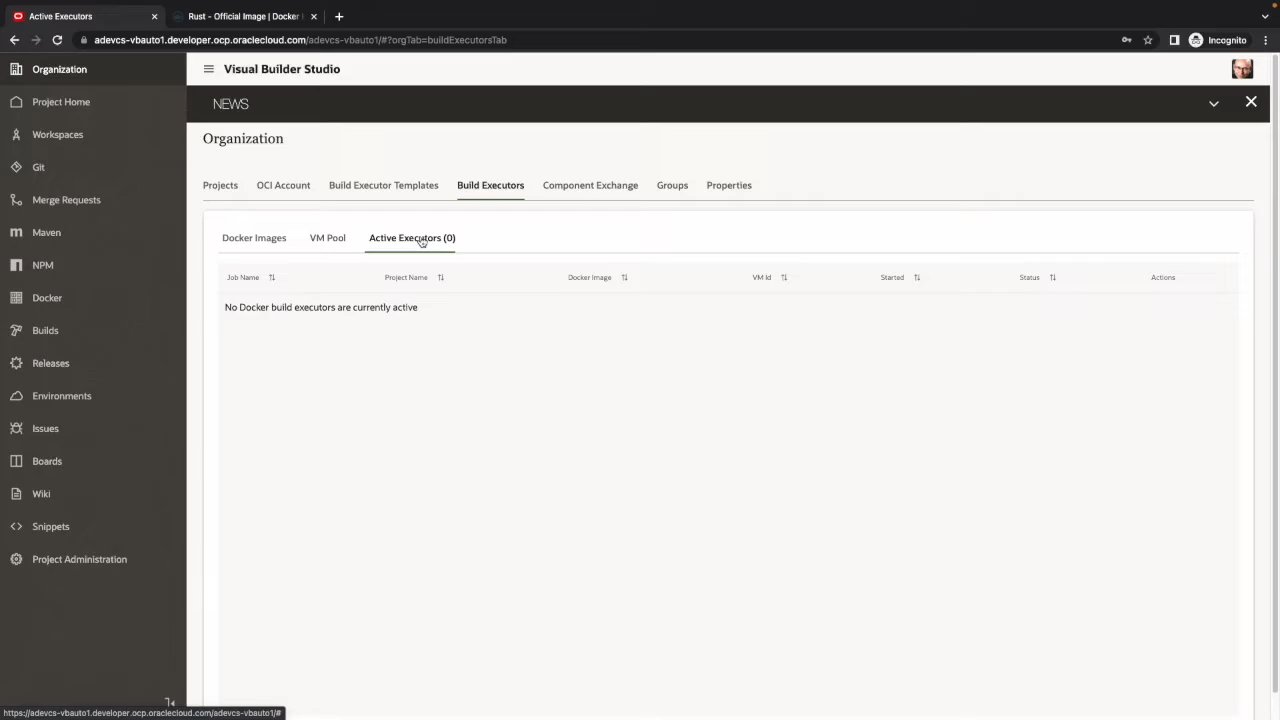 Active Executors
Rust - Official Image | Docker
adevcs-vbauto1.developer.ocp.oraclecloud.com/adevcs-vbauto1/#?orgTab=buildExecutorsTab
Incognito
Organization
Project Home
Workspaces
Git
Merge Requests
Maven
NPM
Docker
Builds
Releases
Environments
Issues
Boards
Wiki
Snippets
Project Administration
Visual Builder Studio
NEWS
Organization
Projects OCI Account Build Executor Templates Build Executors Component Exchange Groups Properties
Docker Images VM Pool Active Executors (0)
Job Name Project Name Docker Image VM Id Started Status Actions
No Docker build executors are currently active
https://adevcs-vbauto1.developer.ocp.oraclecloud.com/adevcs-vbauto1/#